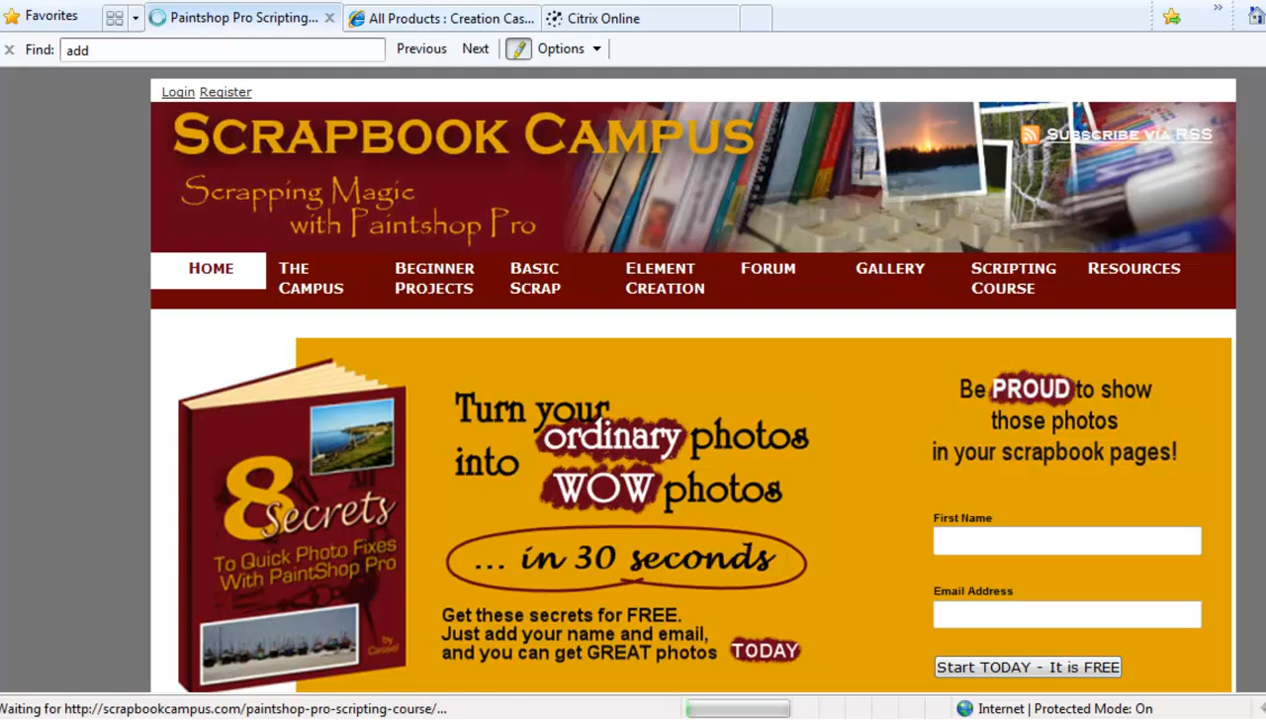 Favorites
Paintshop Pro Scripting...
All Products : Creation Cas...
Citrix Online
Find:
add
Previous
Next
Options
Login Register
SCRAPBOOK CAMPUS
SUBSCRIBE VIA RSS
Scrapping Magic
with Paintshop Pro
HOME
THE
CAMPUS
BEGINNER
PROJECTS
BASIC
SCRAP
ELEMENT
CREATION
FORUM
GALLERY
SCRIPTING
COURSE
RESOURCES
8
Secrets
To Quick Photo Fixes
With PaintShop Pro
by
Cassel
Turn your
ordinary photos
into
WOW photos
... in 30 seconds
Get these secrets for FREE.
Just add your name and email,
and you can get GREAT photos TODAY
Be PROUD to show
those photos
in your scrapbook pages!
First Name
Email Address
Start TODAY - It is FREE
Waiting for http://scrapbookcampus.com/paintshop-pro-scripting-course/...
Internet | Protected Mode: On